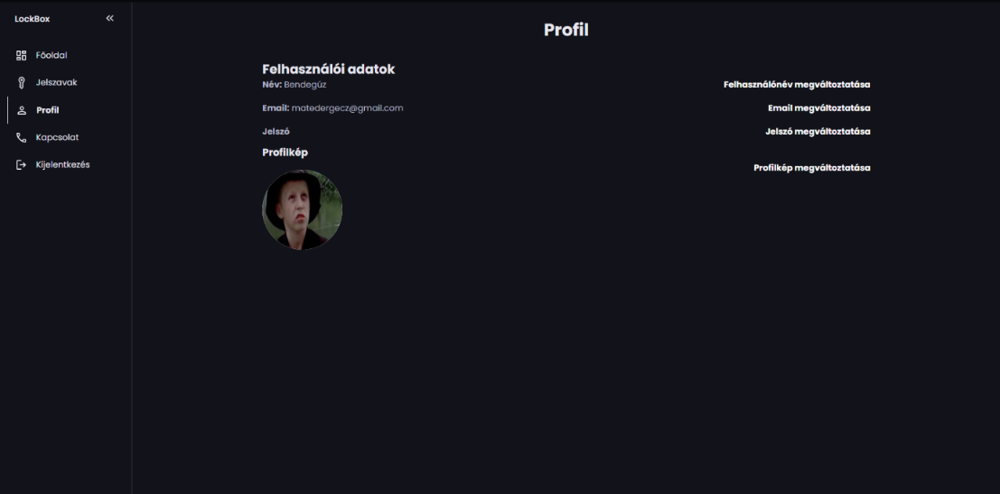 LockBox
Főoldal
Jelszavak
Profil
Kapcsolat
Kijelentkezés
Profil
Felhasználói adatok
Név: Bendegúz
Felhasználónév megváltoztatása
Email: matedergecz@gmail.com
Email megváltoztatása
Jelszó
Jelszó megváltoztatása
Profilkép
Profilkép megváltoztatása